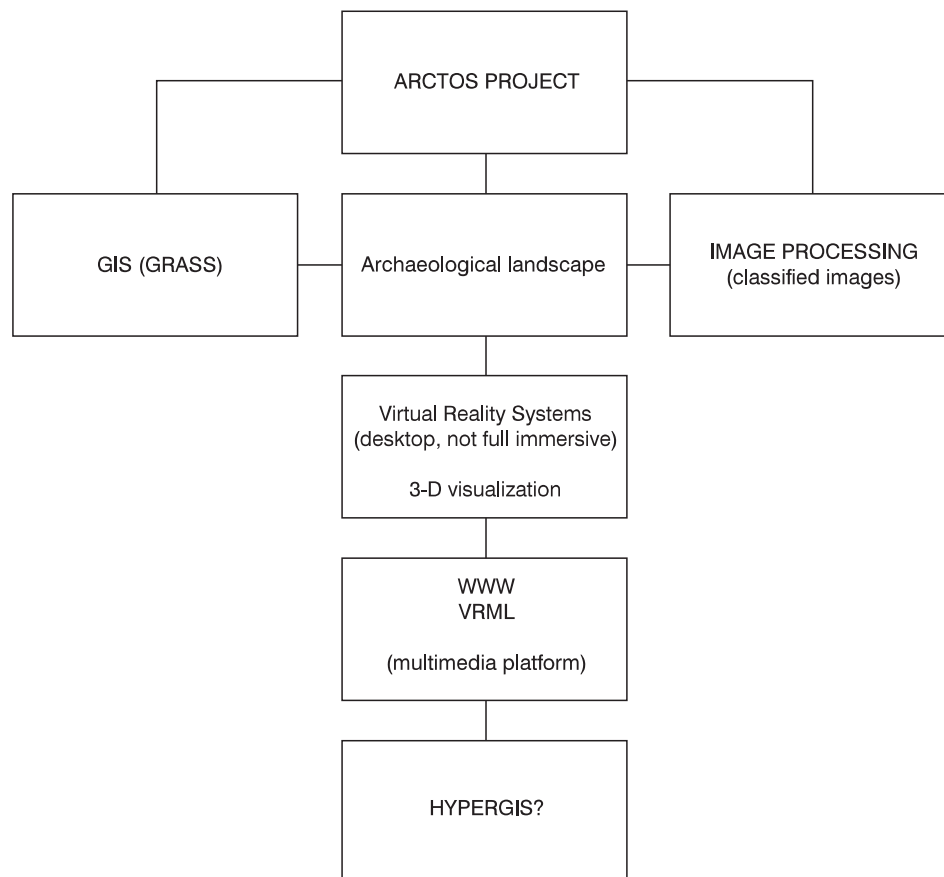 ARCTOS PROJECT
GIS (GRASS)
Archaeological landscape
IMAGE PROCESSING
(classified images)
Virtual Reality Systems
(desktop, not full immersive)
3-D visualization
WWW
VRML
(multimedia platform)
HYPERGIS?